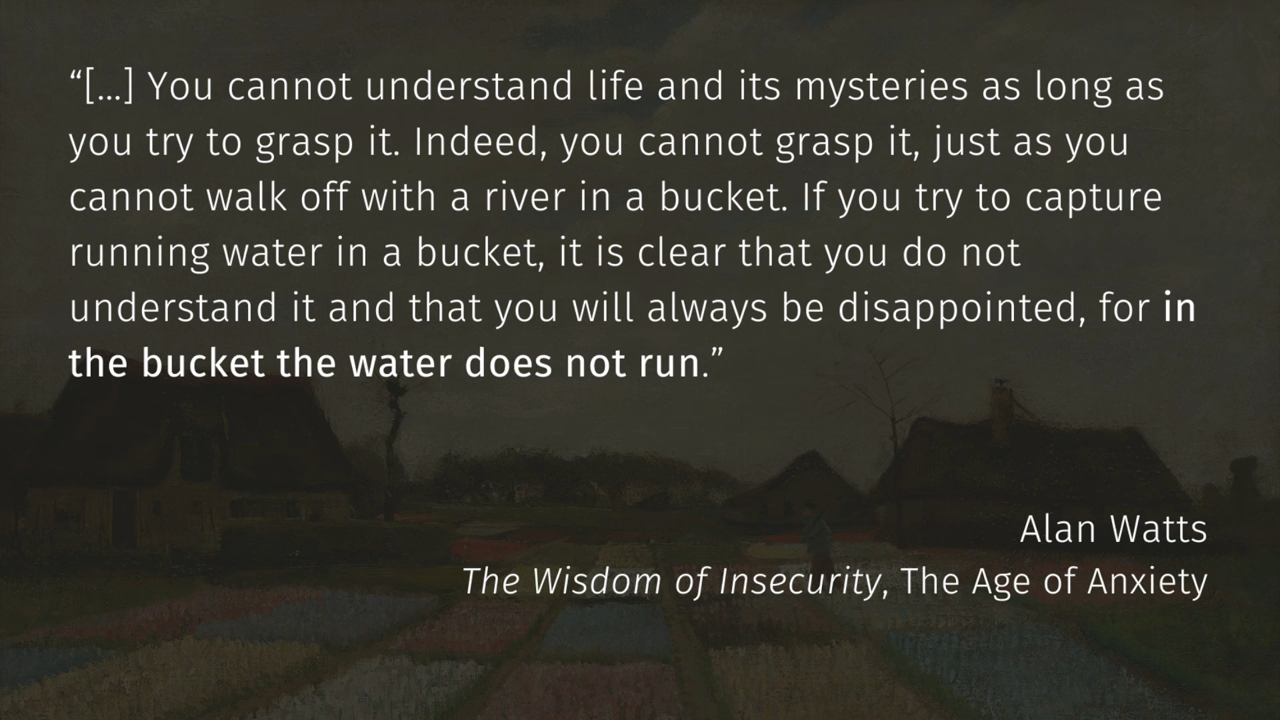 “[...] You cannot understand life and its mysteries as long as
you try to grasp it. Indeed, you cannot grasp it, just as you
cannot walk off with a river in a bucket. If you try to capture
running water in a bucket, it is clear that you do not
understand it and that you will always be disappointed, for in
the bucket the water does not run.”
Alan Watts
The Wisdom of Insecurity, The Age of Anxiety